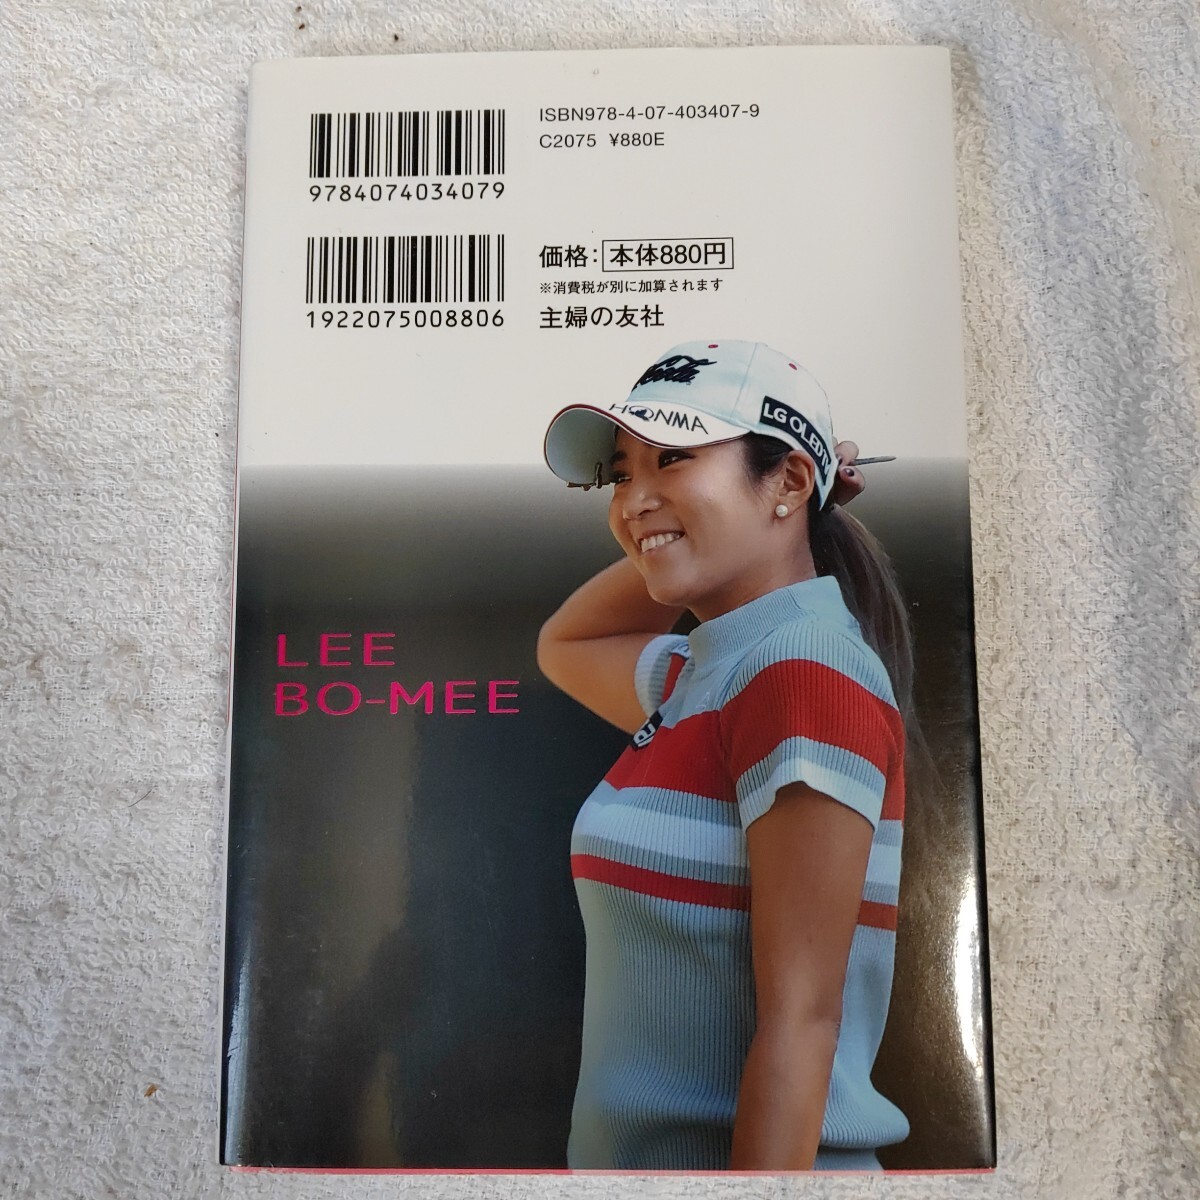 ISBN978-4-07-403407-9
C2075 ¥880E
9784074034079
価格：本体880円
※消費税が別に加算されます
1922075008806
主婦の友社
HONMA
LG OLED TV
LEE
BO-MEE